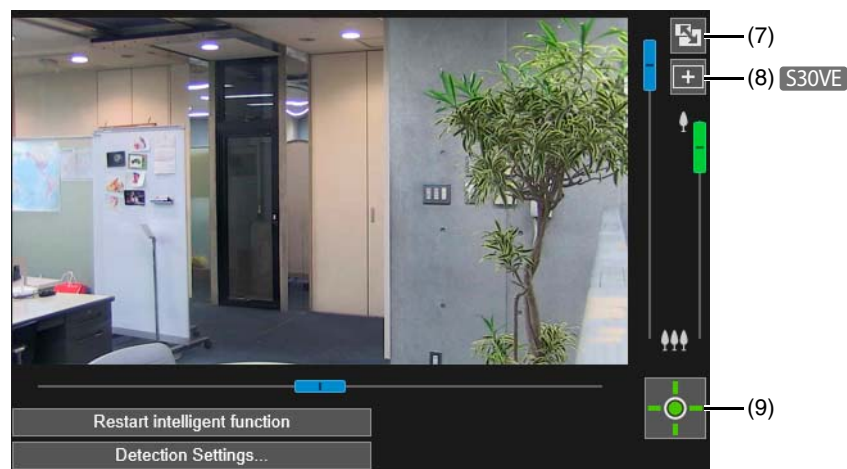 (7)
(8) S30VE
(9)
Restart intelligent function
Detection Settings...